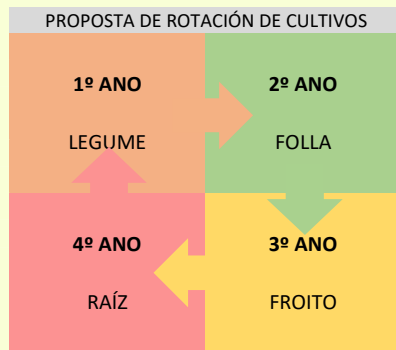 PROPOSTA DE ROTACIÓN DE CULTIVOS
1º ANO
LEGUME
2º ANO
FOLLA
4º ANO
RAÍZ
3º ANO
FROITO